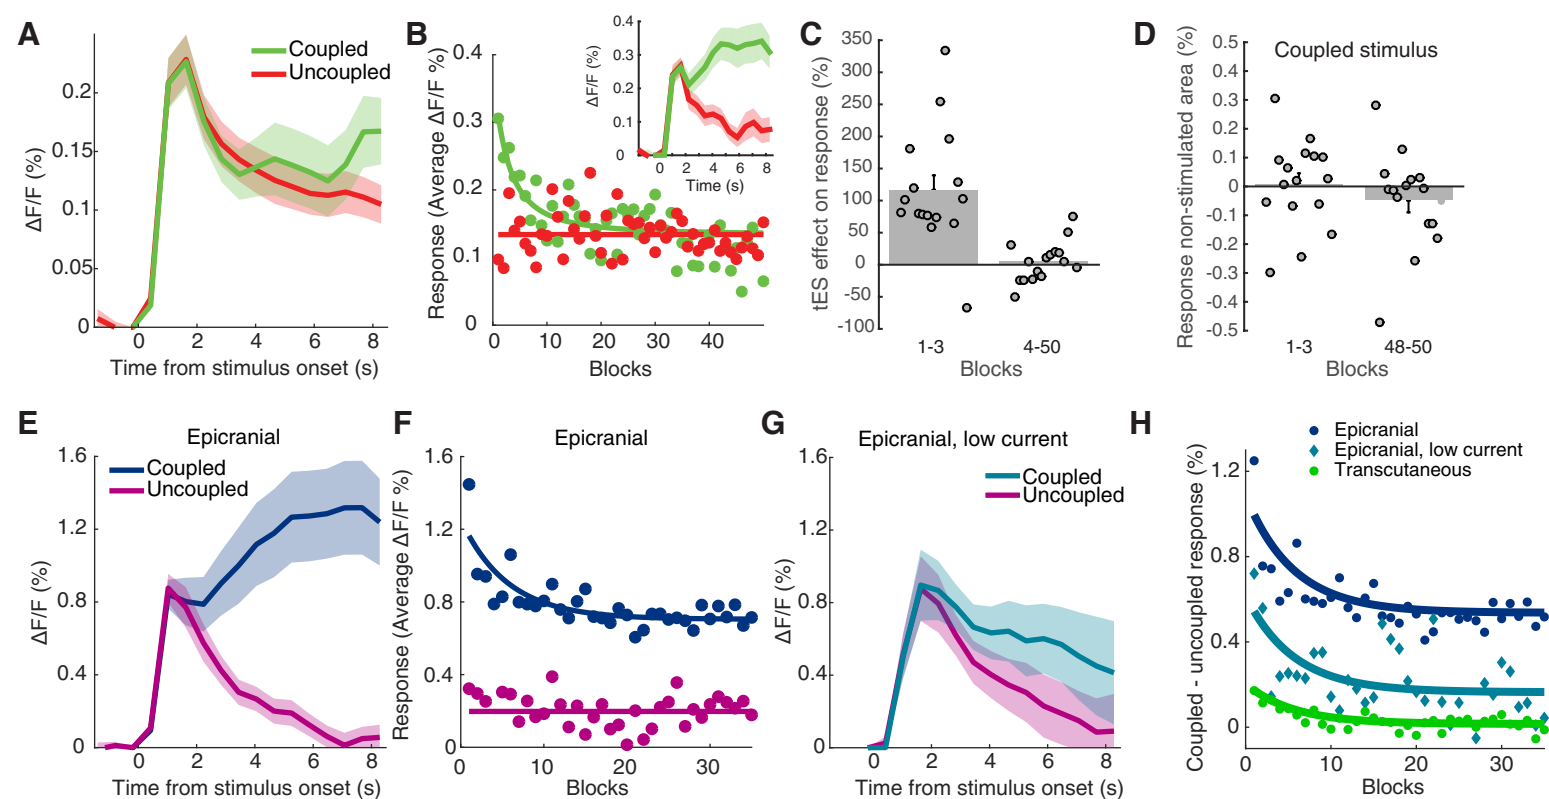 A
Coupled
Uncoupled
ΔF/F (%)
0.2
0.15
0.1
0.05
0
0 2 4 6 8
Time from stimulus onset (s)
B
Response (Average ΔF/F %)
0.4
0.3
0.2
0.1
0
0 10 20 30 40
Blocks
ΔF/F (%)
0.4
0.3
0.2
0.1
0
0 2 4 6 8
Time (s)
C
tES effect on response (%)
350
300
250
200
150
100
50
0
-50
-100
1-3 4-50
Blocks
D
Coupled stimulus
Response non-stimulated area (%)
0.5
0.4
0.3
0.2
0.1
0
-0.1
-0.2
-0.3
-0.4
-0.5
1-3 48-50
Blocks
E
Epicranial
Coupled
Uncoupled
ΔF/F (%)
1.6
1.2
0.8
0.4
0
0 2 4 6 8
Time from stimulus onset (s)
F
Epicranial
Response (Average ΔF/F %)
1.6
1.2
0.8
0.4
0
0 10 20 30
Blocks
G
Epicranial, low current
Coupled
Uncoupled
ΔF/F (%)
1.6
1.2
0.8
0.4
0
0 2 4 6 8
Time from stimulus onset (s)
H
Epicranial
Epicranial, low current
Transcutaneous
Coupled - uncoupled response (%)
1.2
0.8
0.4
0
0 10 20 30
Blocks